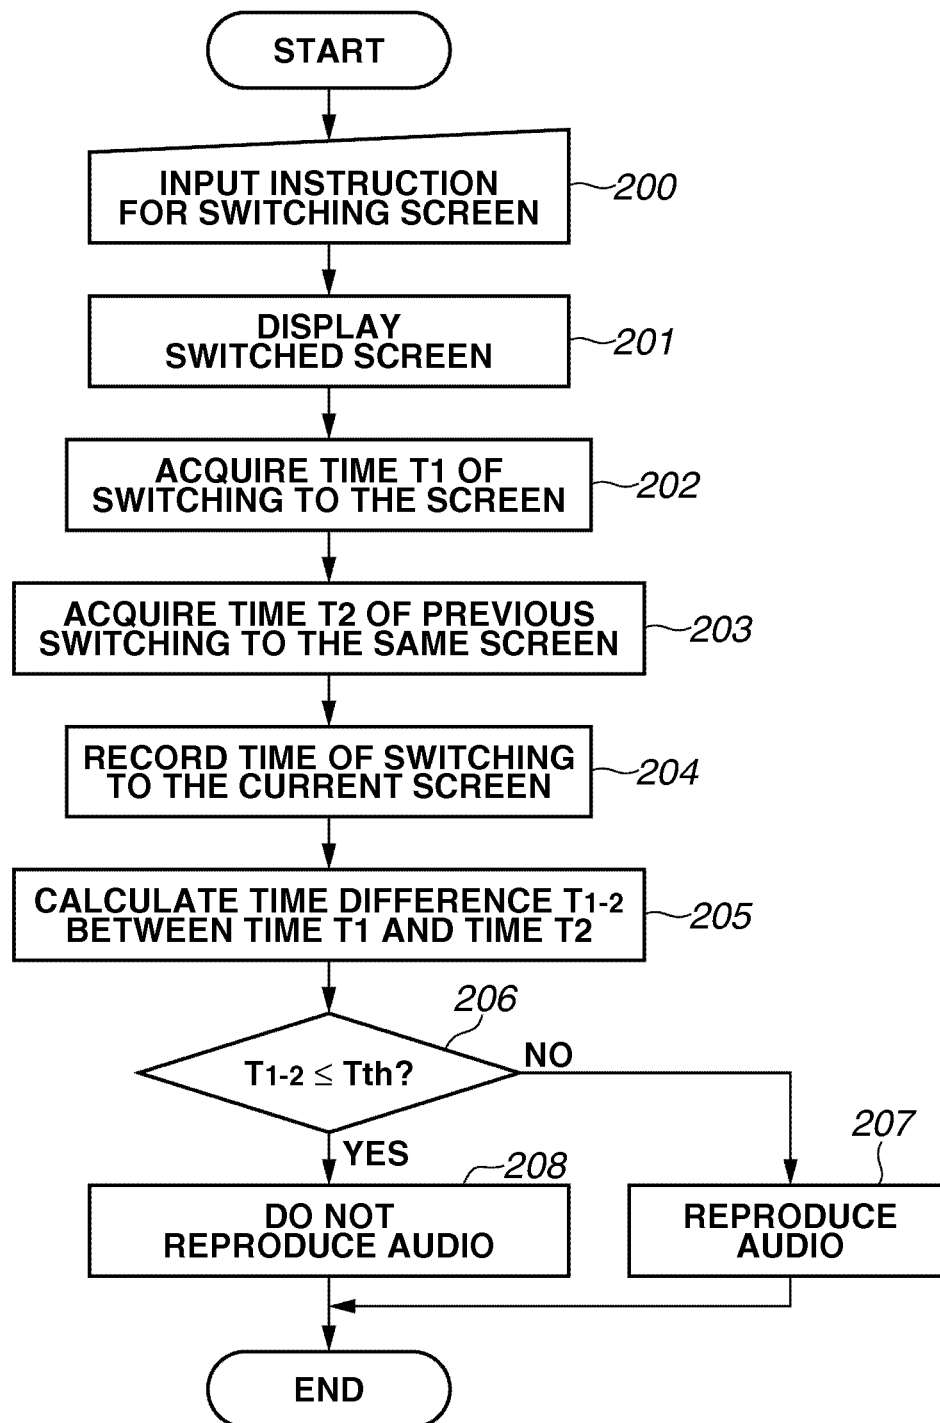 START
INPUT INSTRUCTION
FOR SWITCHING SCREEN
200
DISPLAY
SWITCHED SCREEN
201
ACQUIRE TIME T1 OF
SWITCHING TO THE SCREEN
202
ACQUIRE TIME T2 OF PREVIOUS
SWITCHING TO THE SAME SCREEN
203
RECORD TIME OF SWITCHING
TO THE CURRENT SCREEN
204
CALCULATE TIME DIFFERENCE T1-2
BETWEEN TIME T1 AND TIME T2
205
206
T1-2 ≤ Tth?
NO
YES
208
207
DO NOT
REPRODUCE AUDIO
REPRODUCE
AUDIO
END